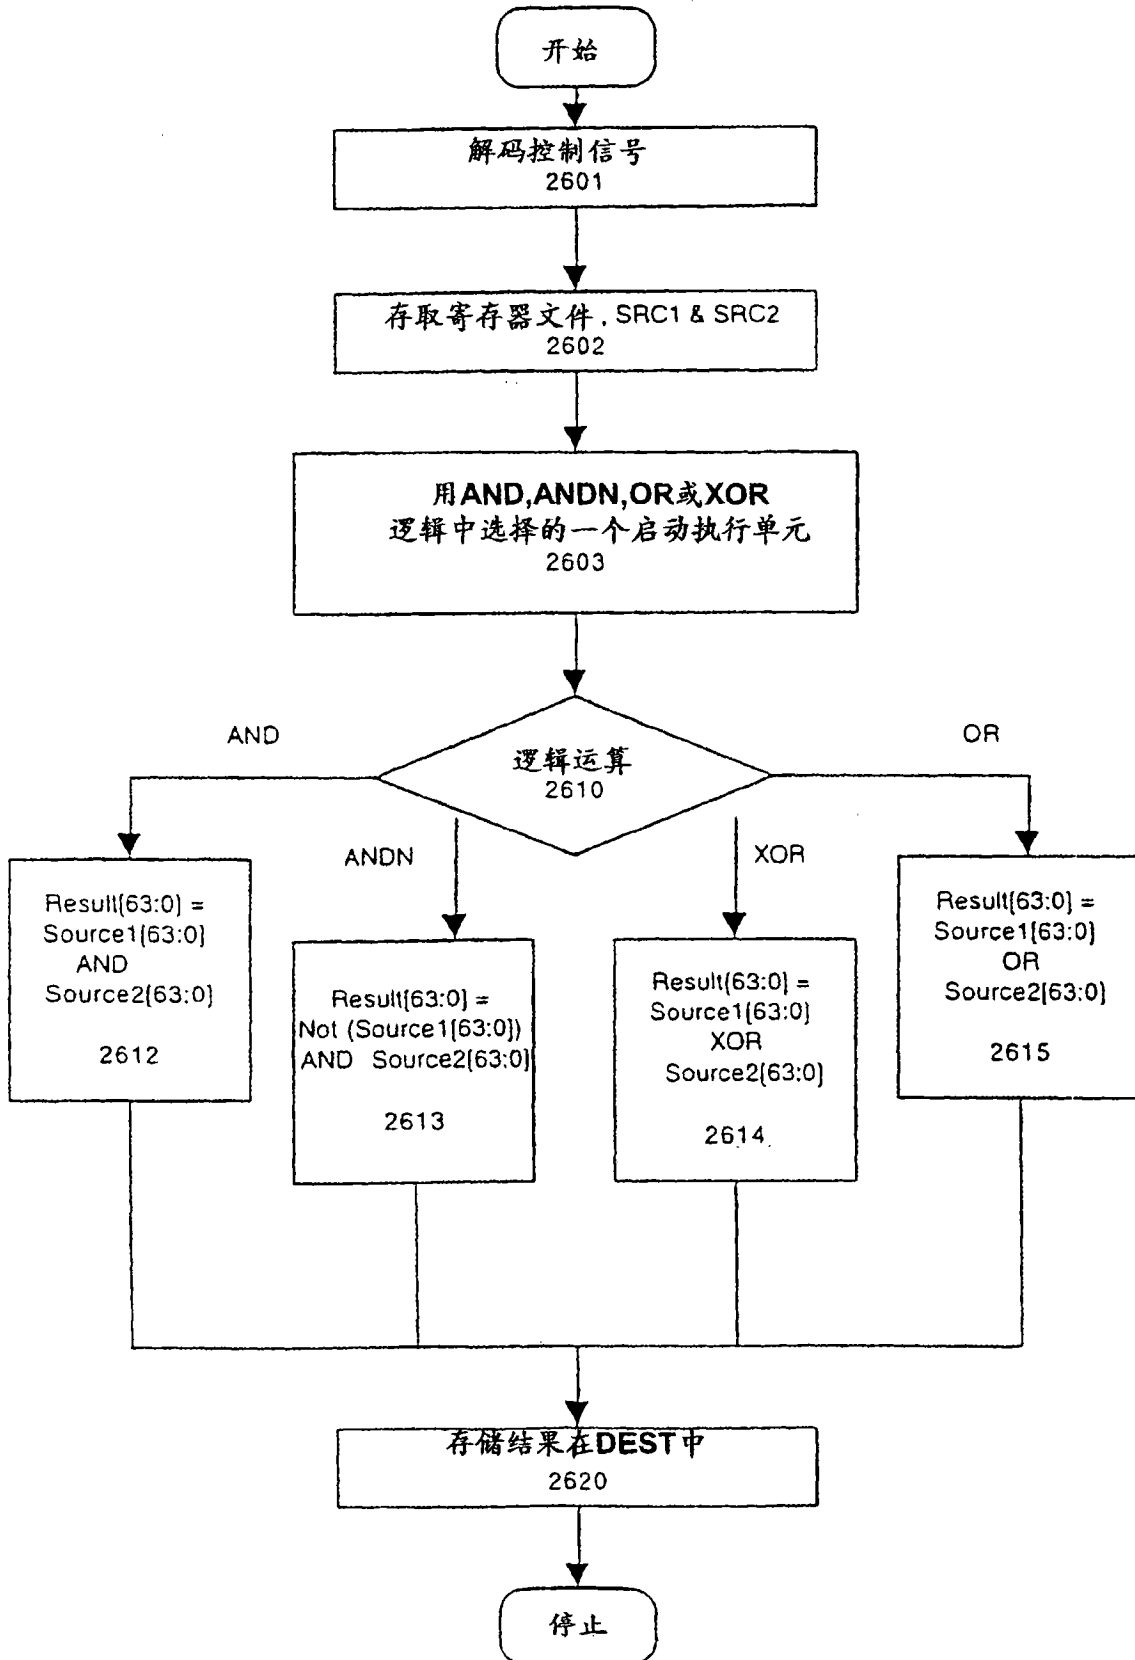 开始
解码控制信号
2601
存取寄存器文件, SRC1 & SRC2
2602
用AND,ANDN,OR或XOR
逻辑中选择的一个启动执行单元
2603
逻辑运算
2610
AND
OR
ANDN
XOR
Result[63:0] =
Source1[63:0]
AND
Source2[63:0]
2612
Result[63:0] =
Not (Source1[63:0])
AND Source2[63:0]
2613
Result[63:0] =
Source1[63:0]
XOR
Source2[63:0]
2614
Result[63:0] =
Source1[63:0]
OR
Source2[63:0]
2615
存储结果在DEST中
2620
停止